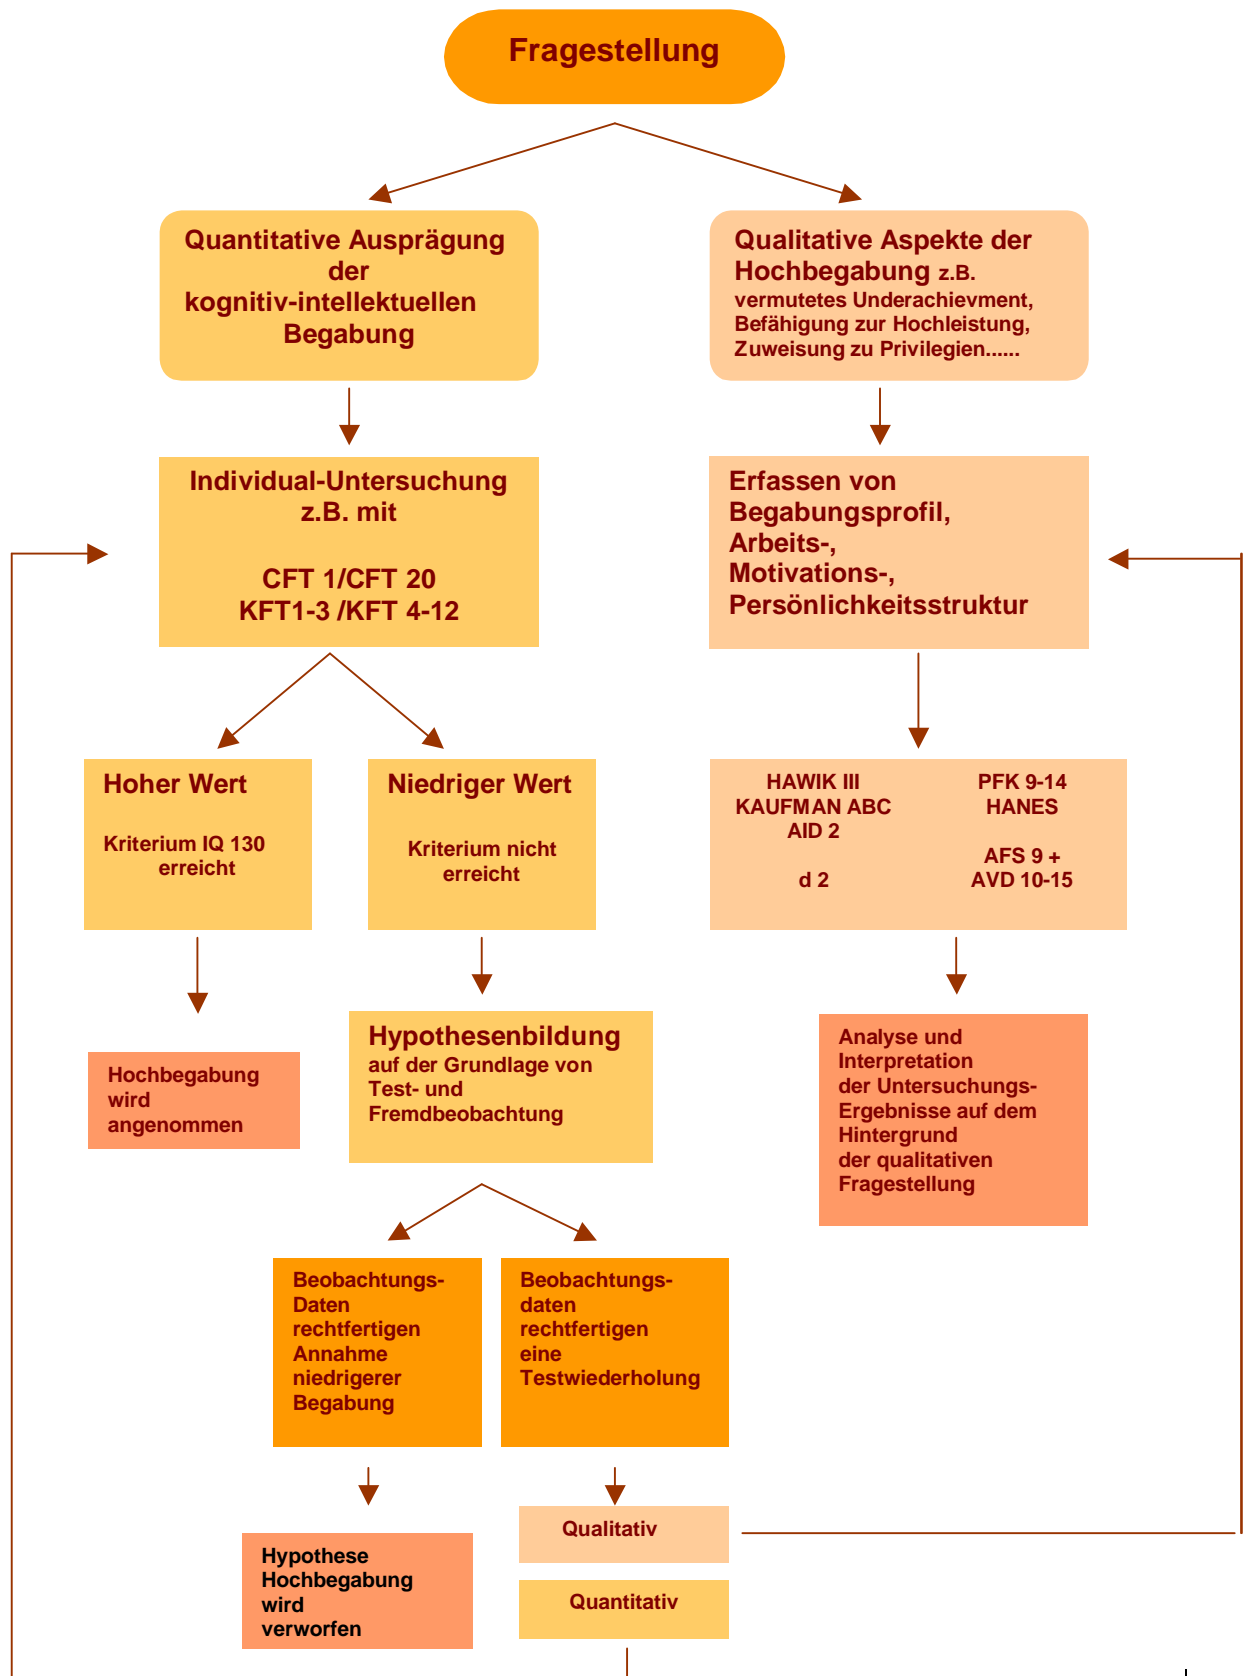 Fragestellung
Quantitative Ausprägung
der
kognitiv-intellektuellen
Begabung
Qualitative Aspekte der
Hochbegabung z.B.
vermutetes Underachievment,
Befähigung zur Hochleistung,
Zuweisung zu Privilegien......
Individual-Untersuchung
z.B. mit
CFT 1/CFT 20
KFT1-3 /KFT 4-12
Erfassen von
Begabungsprofil,
Arbeits-,
Motivations-,
Persönlichkeitsstruktur
Hoher Wert
Kriterium IQ 130
erreicht
Niedriger Wert
Kriterium nicht
erreicht
HAWIK III
KAUFMAN ABC
AID 2
d 2
PFK 9-14
HANES
AFS 9 +
AVD 10-15
Hochbegabung
wird
angenommen
Hypothesenbildung
auf der Grundlage von
Test- und
Fremdbeobachtung
Analyse und
Interpretation
der Untersuchungs-
Ergebnisse auf dem
Hintergrund
der qualitativen
Fragestellung
Beobachtungs-
Daten
rechtfertigen
Annahme
niedrigerer
Begabung
Beobachtungs-
daten
rechtfertigen
eine
Testwiederholung
Hypothese
Hochbegabung
wird
verworfen
Qualitativ
Quantitativ